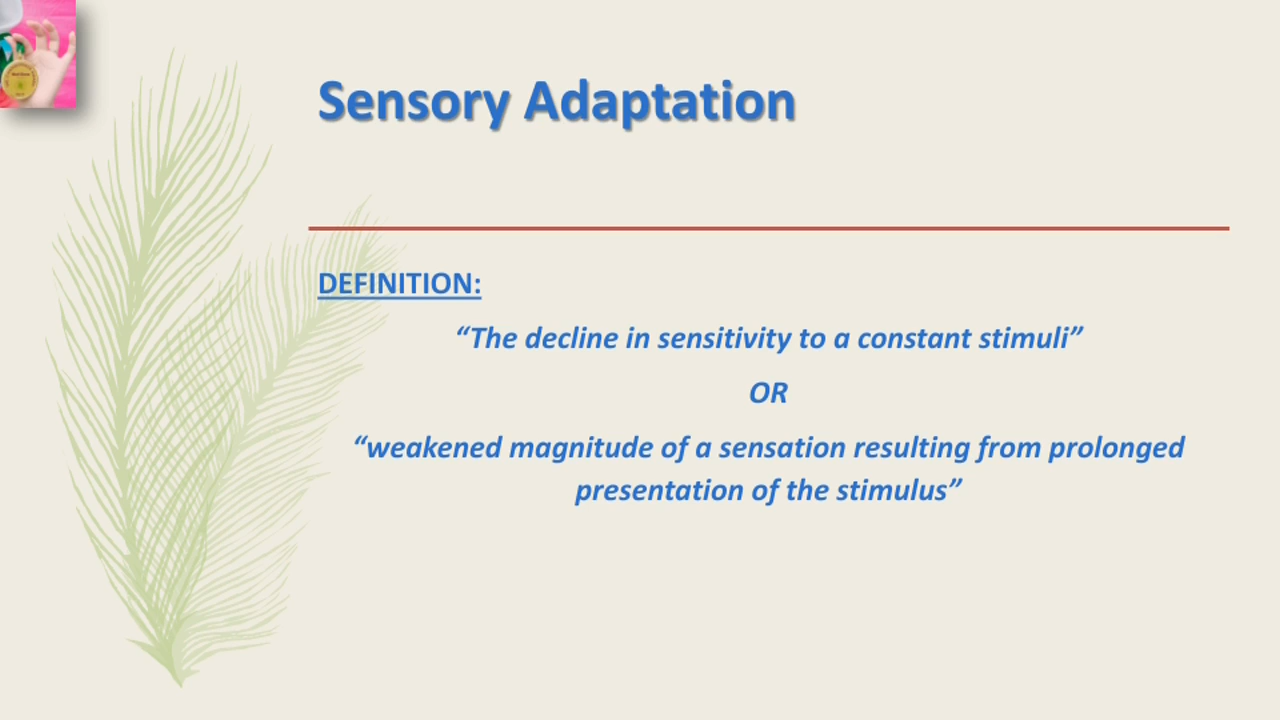 Sensory Adaptation
DEFINITION:
“The decline in sensitivity to a constant stimuli”
OR
“weakened magnitude of a sensation resulting from prolonged
presentation of the stimulus”